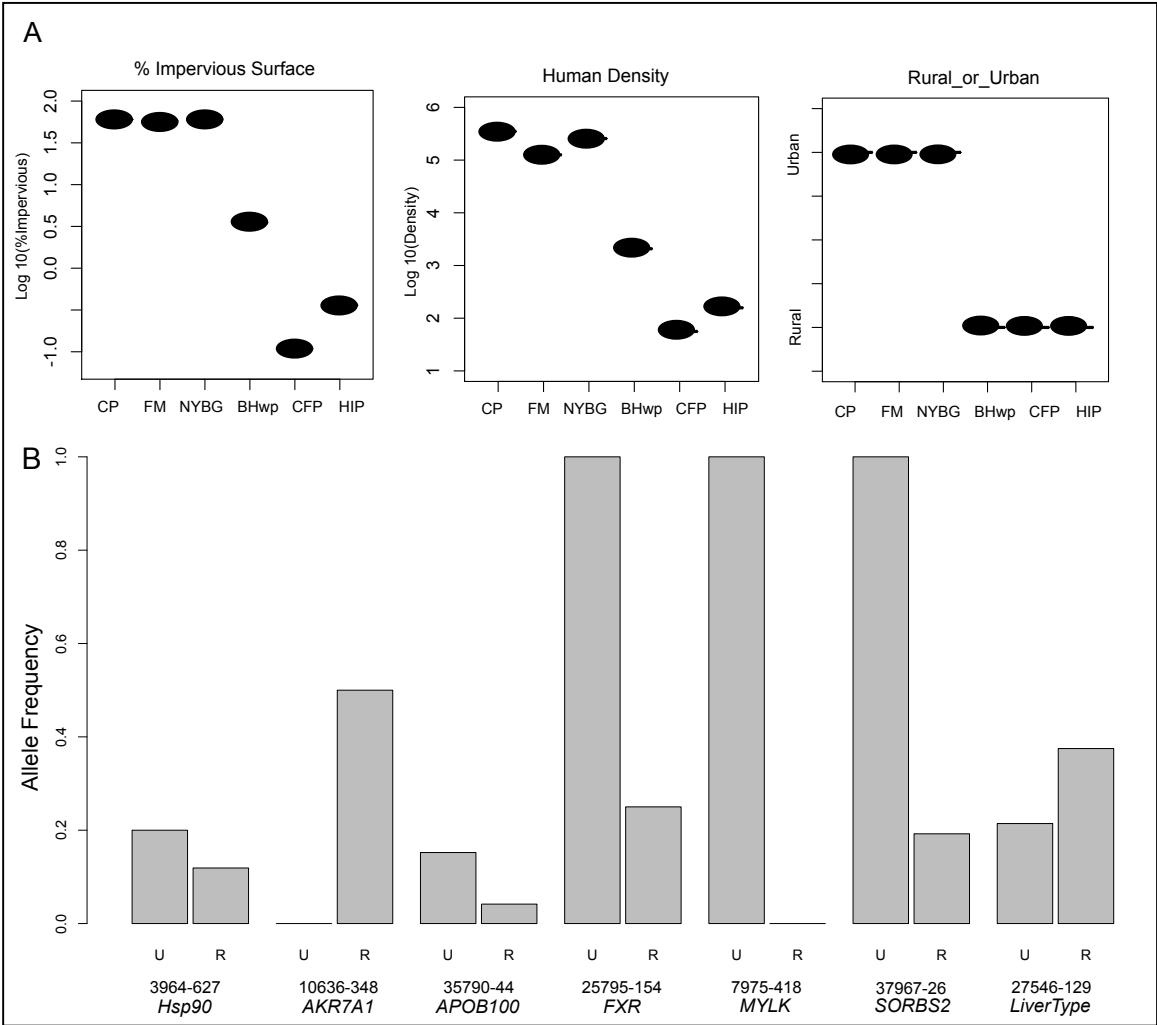 A
% Impervious Surface
Log 10(%Impervious)
2.0
1.5
1.0
0.5
0.0
-1.0
CP FM NYBG BHwp CFP HIP
Human Density
Log 10(Density)
6
5
4
3
2
1
CP FM NYBG BHwp CFP HIP
Rural_or_Urban
Urban
Rural
CP FM NYBG BHwp CFP HIP
B
Allele Frequency
1.0
0.8
0.6
0.4
0.2
0.0
U R U R U R U R U R U R U R
3964-627 10636-348 35790-44 25795-154 7975-418 37967-26 27546-129
Hsp90 AKR7A1 APOB100 FXR MYLK SORBS2 LiverType